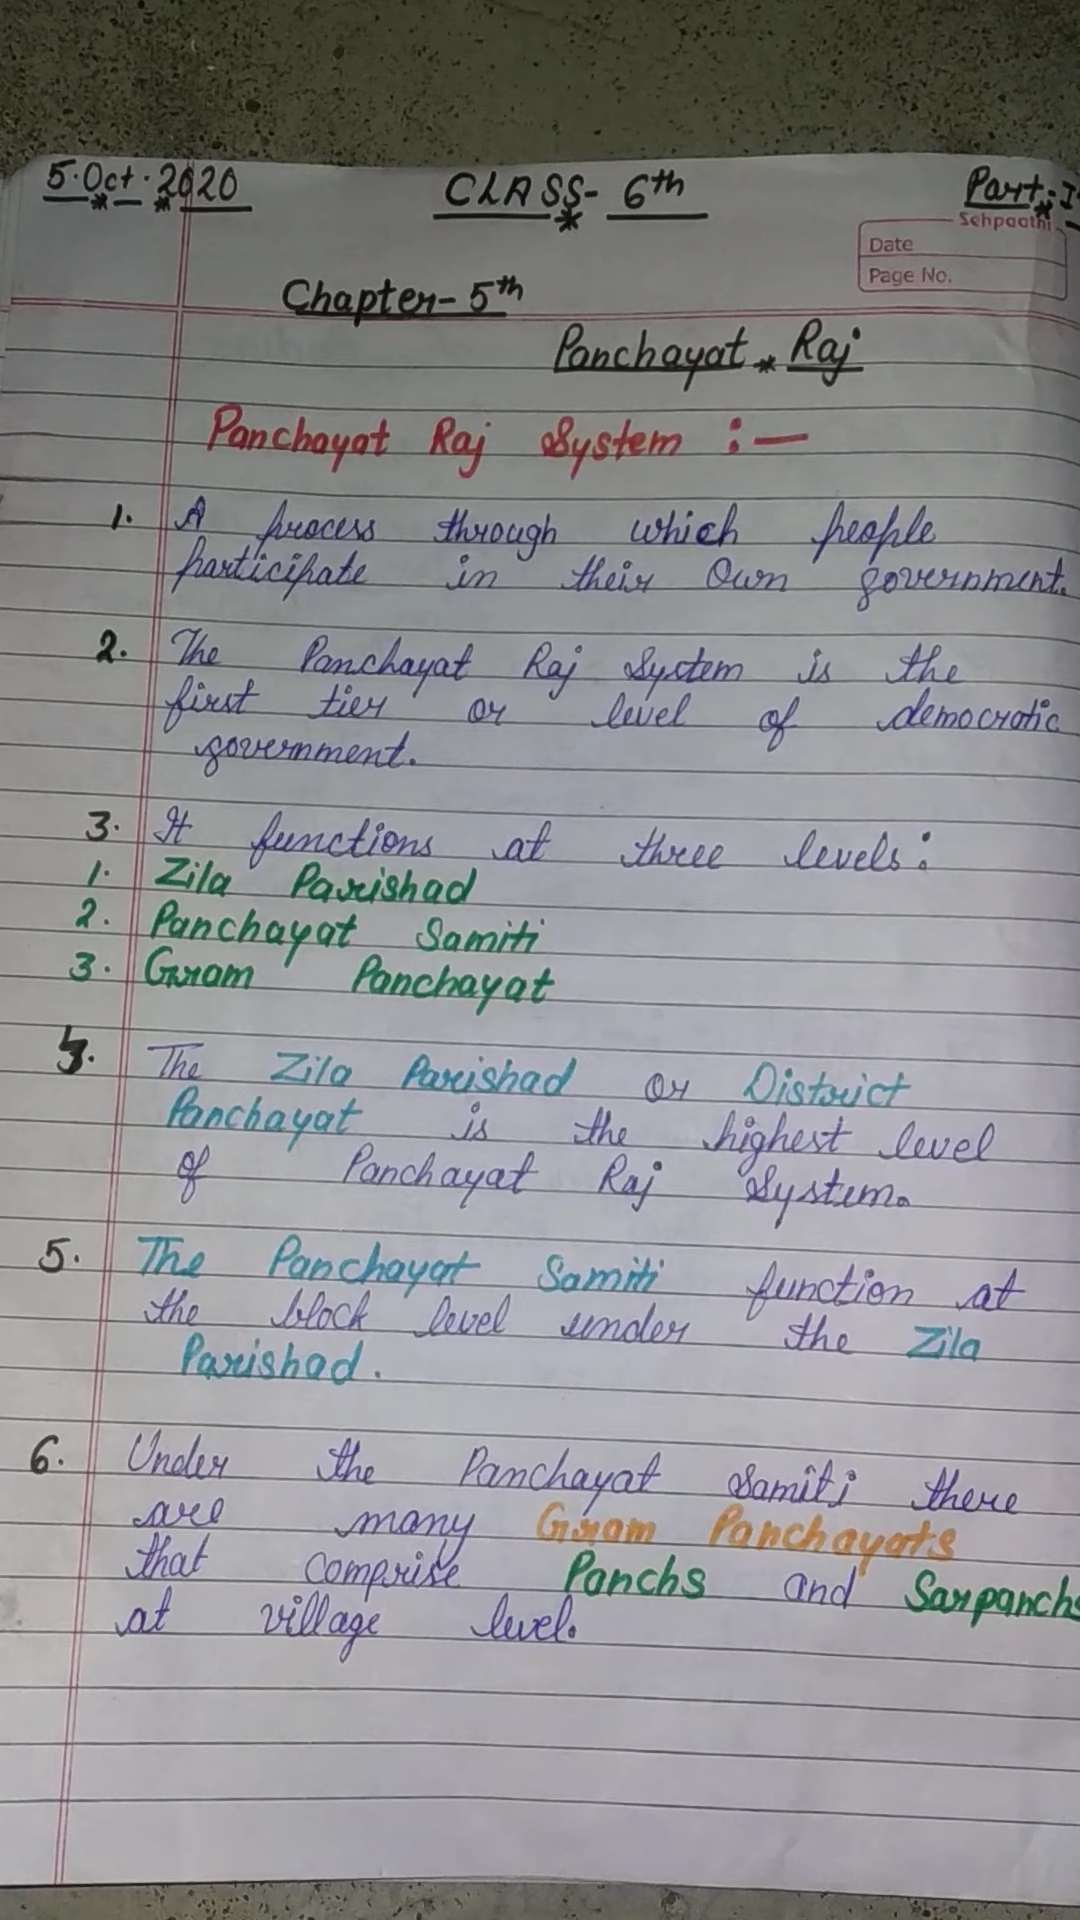 5.Oct.2020 CLASS- 6th Part-I
Sehpaathi
Date
Page No.
Chapter- 5th
Panchayat Raj
Panchayat Raj System :—
1. A process through which people
participate in their own government.
2. The Panchayat Raj System is the
first tier or level of democratic
government.
3. It functions at three levels:
1. Zila Parishad
2. Panchayat Samiti
3. Gram Panchayat
4. The Zila Parishad or District
Panchayat is the highest level
of Panchayat Raj System.
5. The Panchayat Samiti function at
the block level under the Zila
Parishad.
6. Under the Panchayat Samiti there
are many Gram Panchayats
that comprise Panchs and Sarpanchs
at village level.